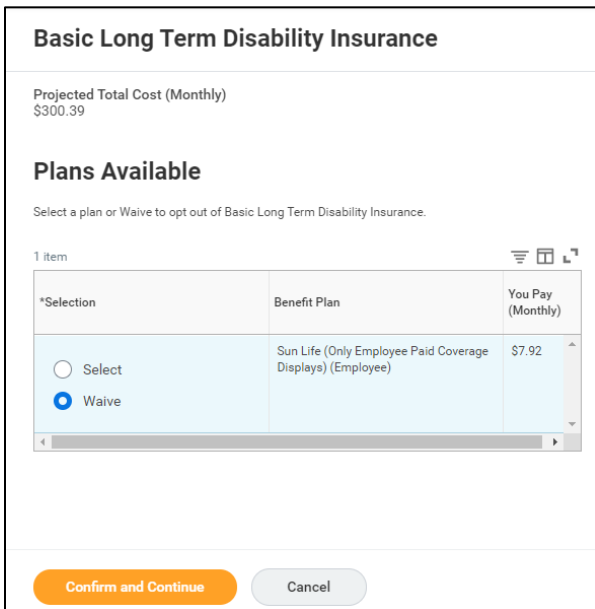 Basic Long Term Disability Insurance
Projected Total Cost (Monthly)
$300.39
Plans Available
Select a plan or Waive to opt out of Basic Long Term Disability Insurance.
1 item
*Selection
Benefit Plan
You Pay
(Monthly)
Select
Waive
Sun Life (Only Employee Paid Coverage
Displays) (Employee)
$7.92
Confirm and Continue
Cancel